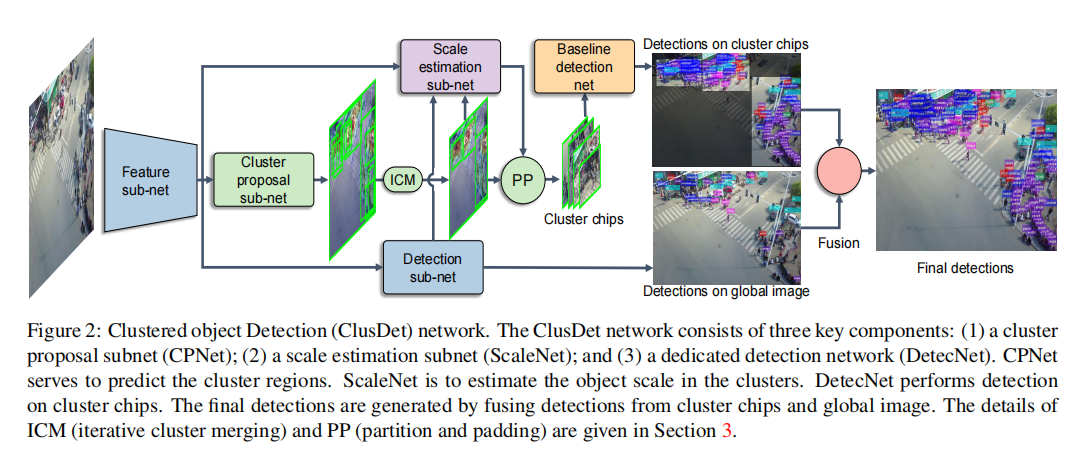 Feature
sub-net
Cluster
proposal
sub-net
ICM
Scale
estimation
sub-net
Detection
sub-net
PP
Baseline
detection
net
Cluster chips
Detections on cluster chips
Detections on global image
Fusion
Final detections
Figure 2: Clustered object Detection (ClusDet) network. The ClusDet network consists of three key components: (1) a cluster
proposal subnet (CPNet); (2) a scale estimation subnet (ScaleNet); and (3) a dedicated detection network (DetecNet). CPNet
serves to predict the cluster regions. ScaleNet is to estimate the object scale in the clusters. DetecNet performs detection
on cluster chips. The final detections are generated by fusing detections from cluster chips and global image. The details of
ICM (iterative cluster merging) and PP (partition and padding) are given in Section 3.